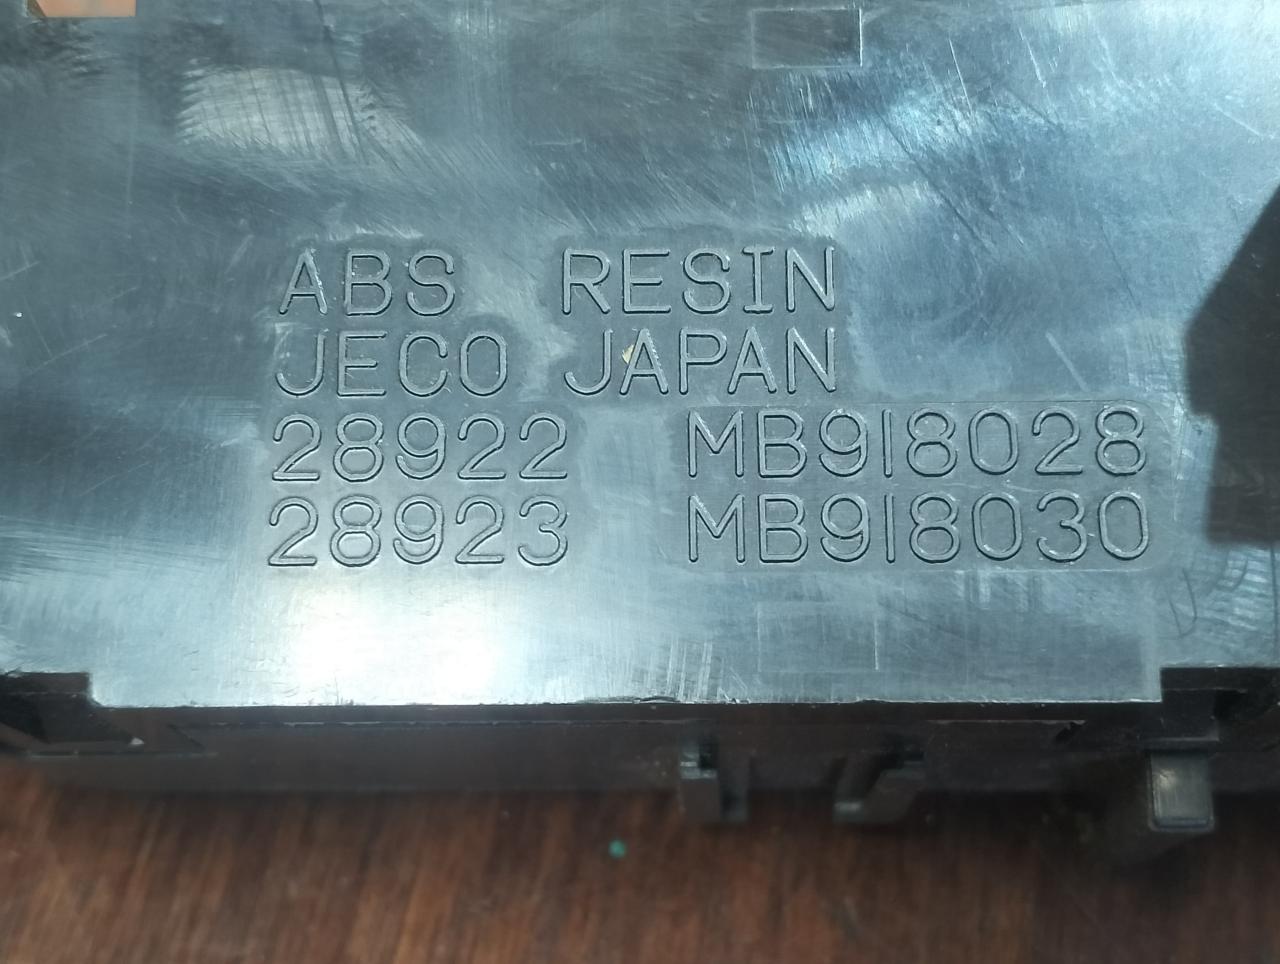 ABS RESIN
JECO JAPAN
28922 MB918028
28923 MB918030